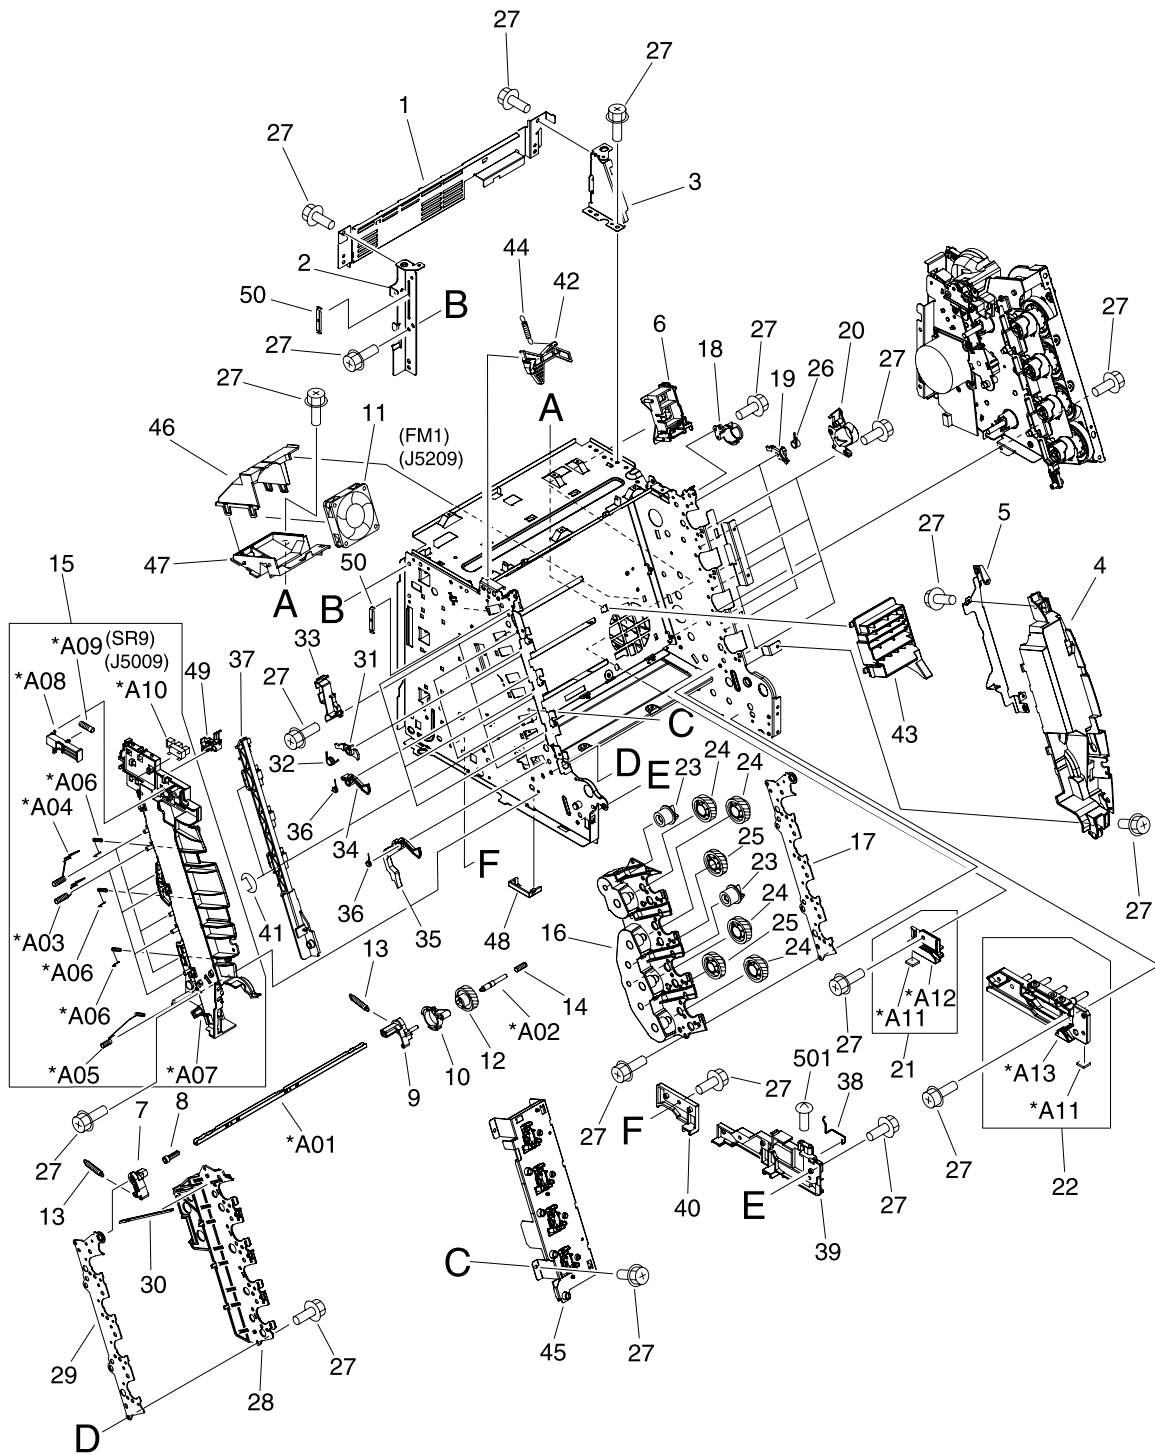 27
27
1
27
3
2
44
42
50
B
6
27
27
18
27
20
26
19
27
27
46
11
(FM1)
(J5209)
A
47
50
27
5
4
15
A
B
*A09
(SR9)
(J5009)
49
37
33
31
*A08
*A10
27
43
C
32
D
E
23
24
24
*A06
*A04
36
34
F
25
17
23
27
*A03
36
41
35
48
16
24
25
24
*A06
13
14
*A12
*A06
*A02
*A11
12
27
10
501
38
21
*A13
*A05
*A07
9
*A11
7
8
27
F
27
*A01
27
13
40
E
27
27
22
39
30
C
29
28
27
45
27
D